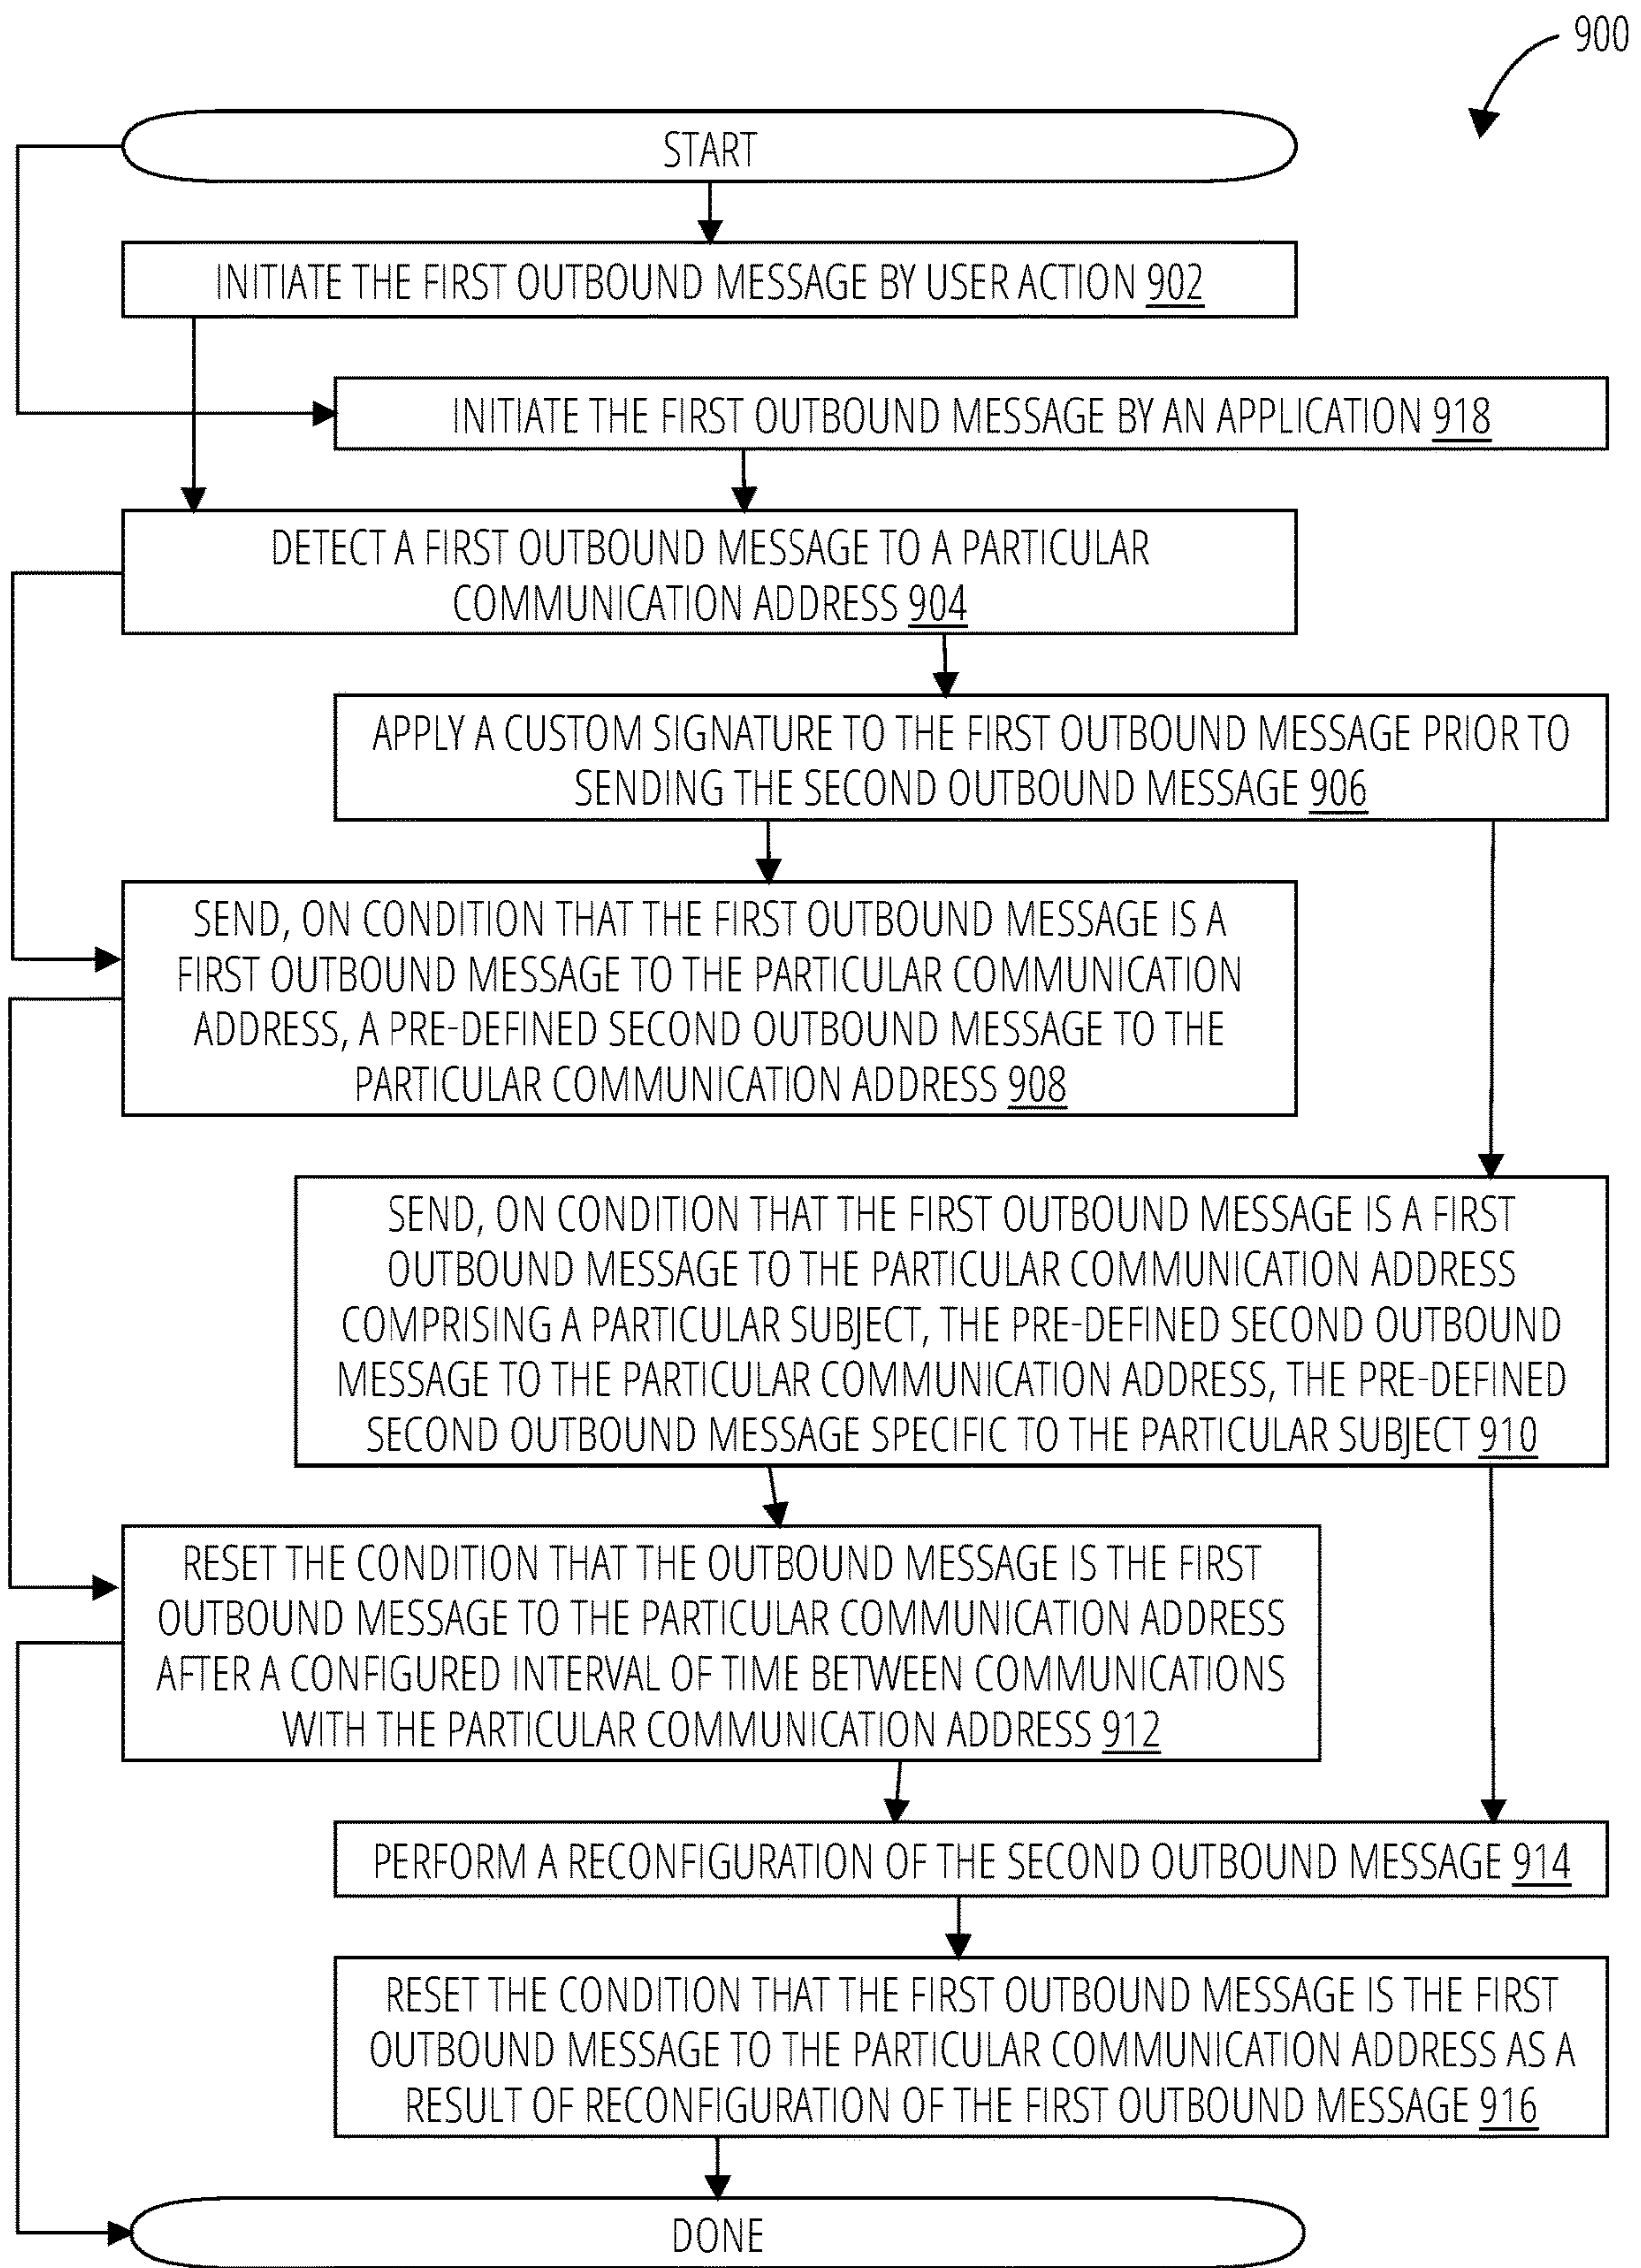 900
START
INITIATE THE FIRST OUTBOUND MESSAGE BY USER ACTION 902
INITIATE THE FIRST OUTBOUND MESSAGE BY AN APPLICATION 918
DETECT A FIRST OUTBOUND MESSAGE TO A PARTICULAR
COMMUNICATION ADDRESS 904
APPLY A CUSTOM SIGNATURE TO THE FIRST OUTBOUND MESSAGE PRIOR TO
SENDING THE SECOND OUTBOUND MESSAGE 906
SEND, ON CONDITION THAT THE FIRST OUTBOUND MESSAGE IS A
FIRST OUTBOUND MESSAGE TO THE PARTICULAR COMMUNICATION
ADDRESS, A PRE-DEFINED SECOND OUTBOUND MESSAGE TO THE
PARTICULAR COMMUNICATION ADDRESS 908
SEND, ON CONDITION THAT THE FIRST OUTBOUND MESSAGE IS A FIRST
OUTBOUND MESSAGE TO THE PARTICULAR COMMUNICATION ADDRESS
COMPRISING A PARTICULAR SUBJECT, THE PRE-DEFINED SECOND OUTBOUND
MESSAGE TO THE PARTICULAR COMMUNICATION ADDRESS, THE PRE-DEFINED
SECOND OUTBOUND MESSAGE SPECIFIC TO THE PARTICULAR SUBJECT 910
RESET THE CONDITION THAT THE OUTBOUND MESSAGE IS THE FIRST
OUTBOUND MESSAGE TO THE PARTICULAR COMMUNICATION ADDRESS
AFTER A CONFIGURED INTERVAL OF TIME BETWEEN COMMUNICATIONS
WITH THE PARTICULAR COMMUNICATION ADDRESS 912
PERFORM A RECONFIGURATION OF THE SECOND OUTBOUND MESSAGE 914
RESET THE CONDITION THAT THE FIRST OUTBOUND MESSAGE IS THE FIRST
OUTBOUND MESSAGE TO THE PARTICULAR COMMUNICATION ADDRESS AS A
RESULT OF RECONFIGURATION OF THE FIRST OUTBOUND MESSAGE 916
DONE